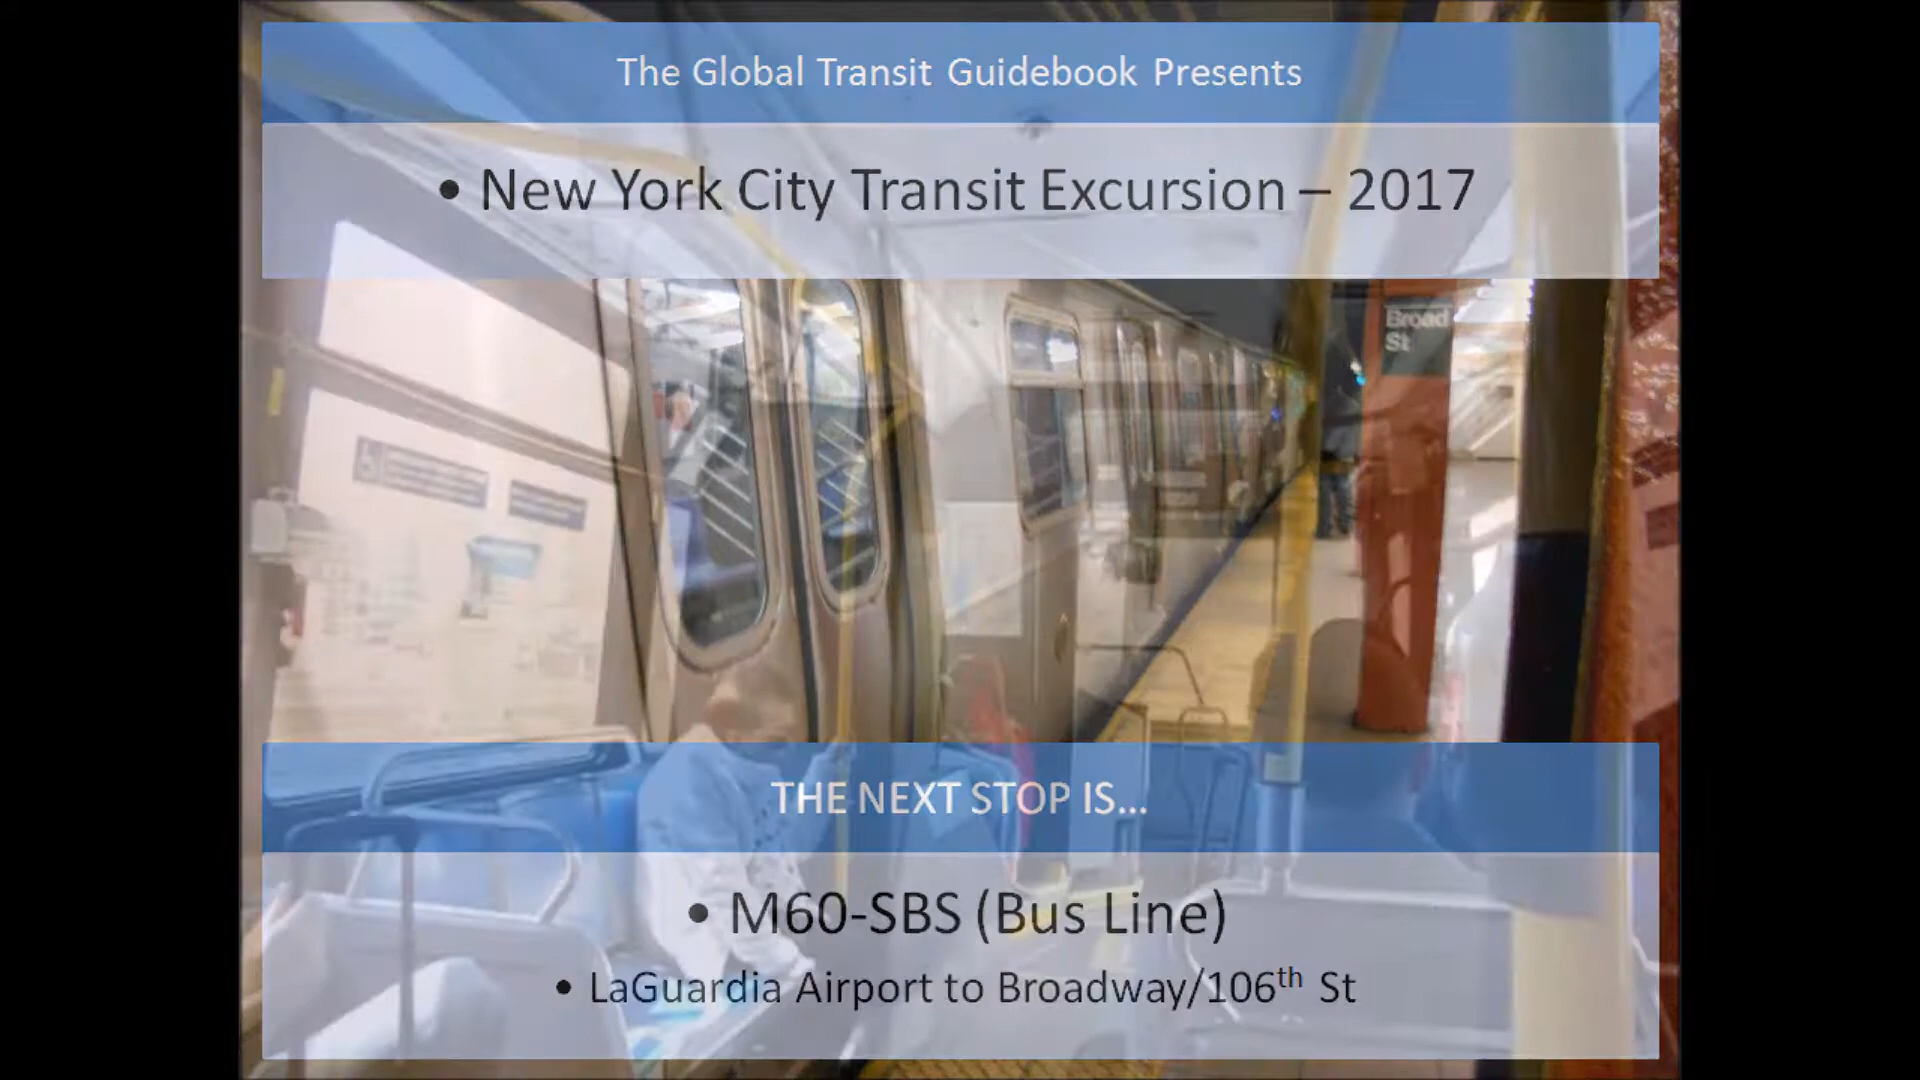 The Global Transit Guidebook Presents
• New York City Transit Excursion – 2017
Broad
St
THE NEXT STOP IS...
• M60-SBS (Bus Line)
• LaGuardia Airport to Broadway/106th St